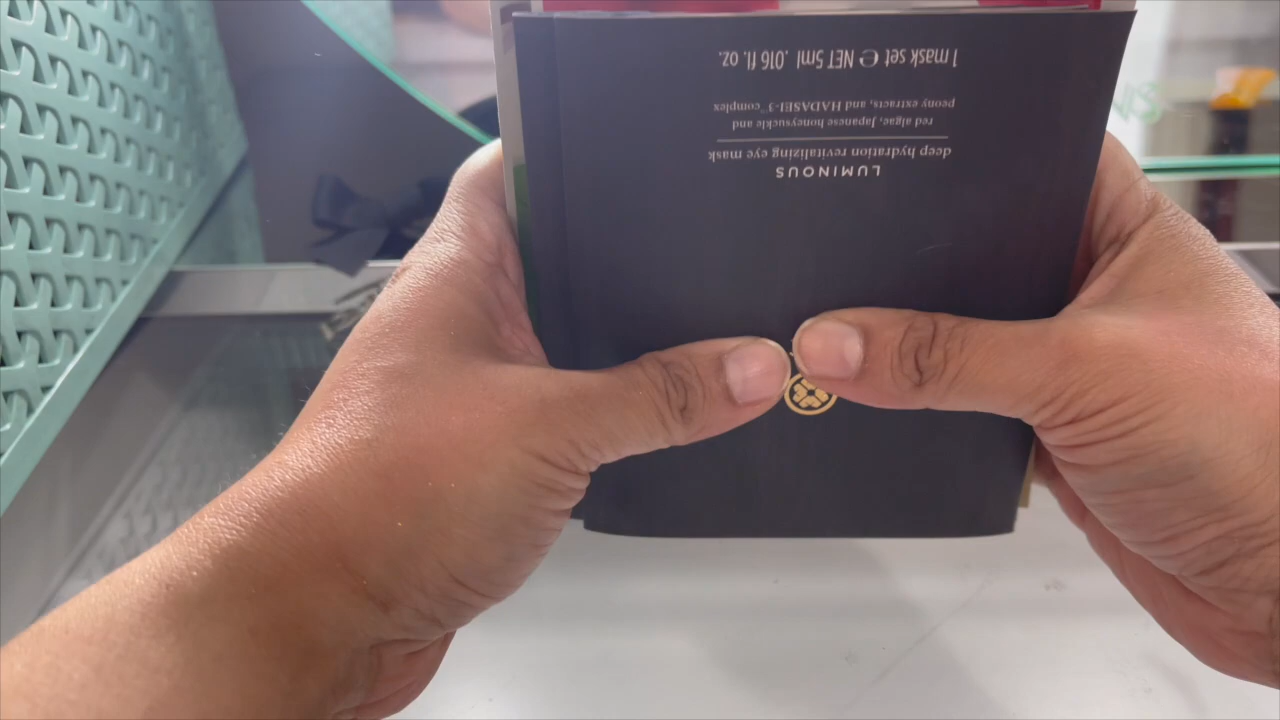 LUMINOUS
deep hydration revitalizing eye mask
red algae, Japanese honeysuckle and
peony extracts, and HADASEI-3™complex
1 mask set ℮ NET 5ml .016 fl. oz.